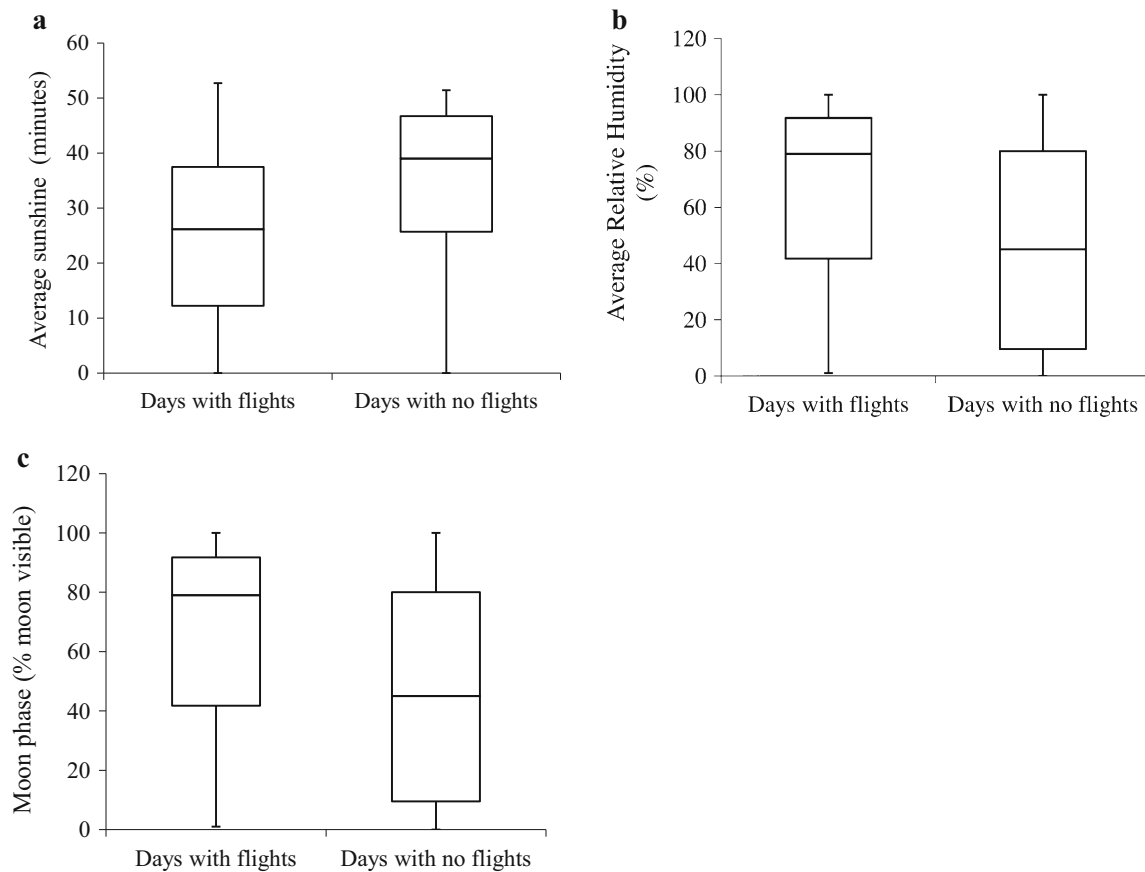 a
60
50
40
30
20
10
0
Average sunshine (minutes)
Days with flights
Days with no flights
b
120
100
80
60
40
20
0
Average Relative Humidity
(%)
Days with flights
Days with no flights
c
120
100
80
60
40
20
0
Moon phase (% moon visible)
Days with flights
Days with no flights